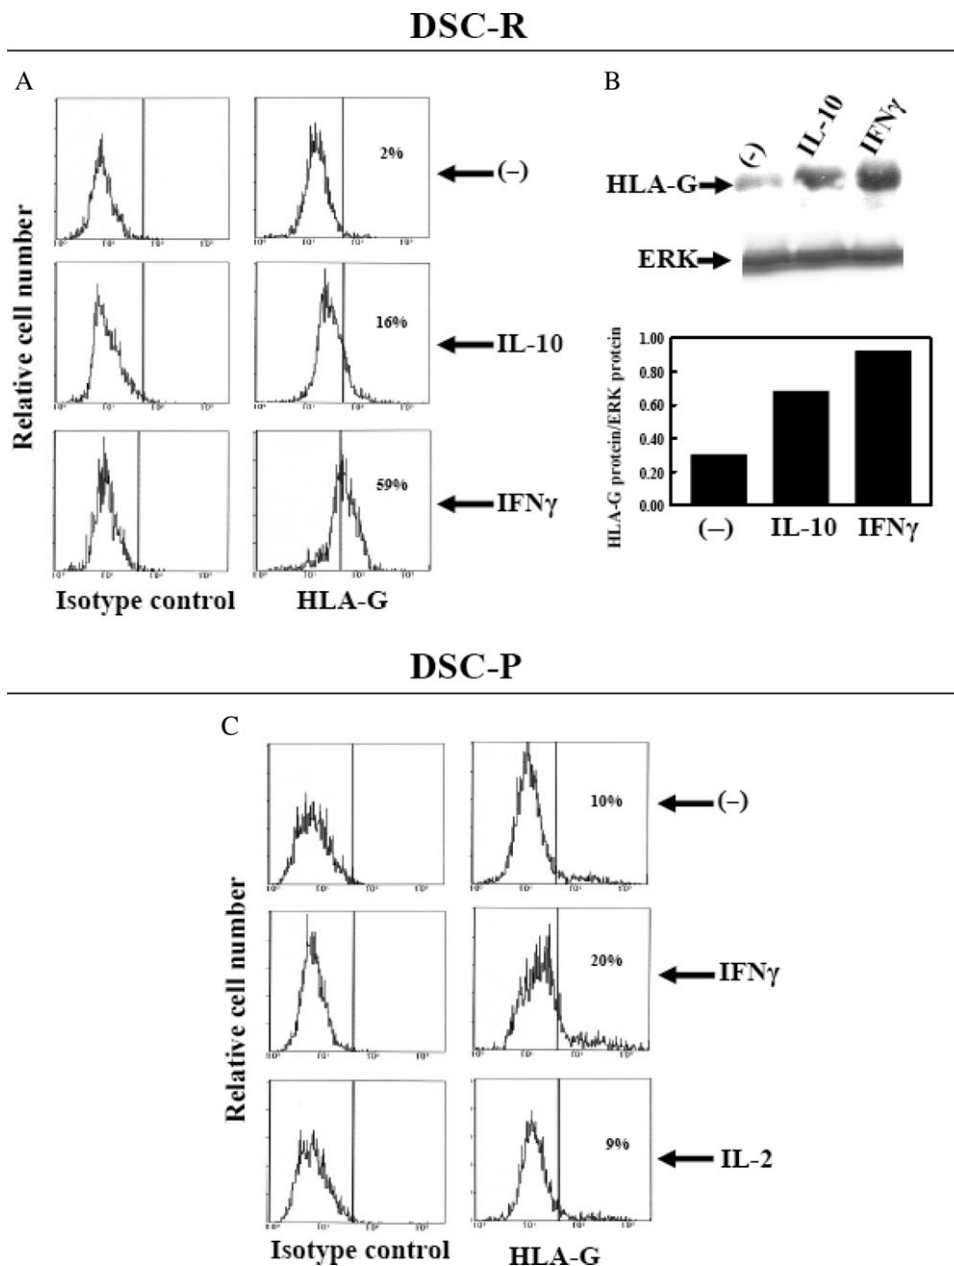 DSC-R
A
B
2%
(–)
16%
IL-10
59%
IFNγ
Relative cell number
Isotype control
HLA-G
(-)
IL-10
IFNγ
HLA-G
ERK
HLA-G protein/ERK protein
1.00
0.80
0.60
0.40
0.20
0.00
(–)
IL-10
IFNγ
DSC-P
C
10%
(–)
20%
IFNγ
9%
IL-2
Relative cell number
Isotype control
HLA-G